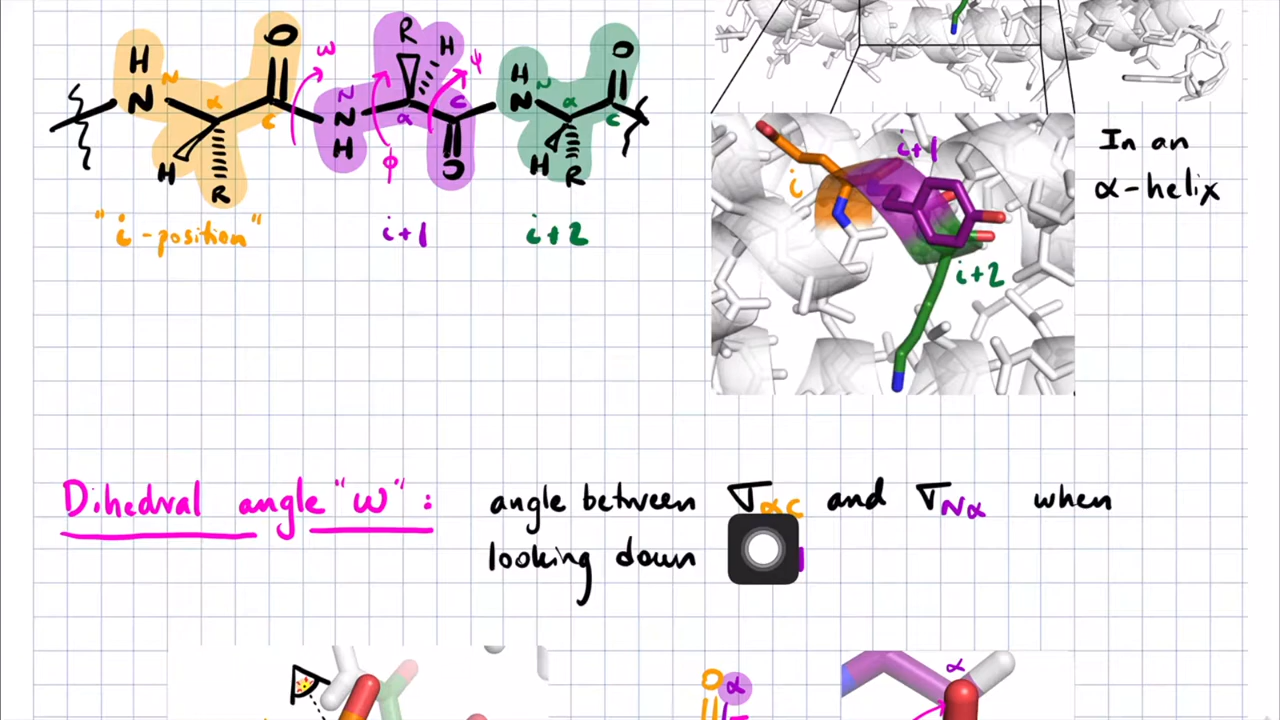 H
O
R
H
ω
ψ
H
O
N
N
α
C
N
N
α
C
N
N
α
C
H
R
H
ϕ
O
H
R
"i-position"
i+1
i+2
i
i+1
i+2
In an
α-helix
Dihedral angle "ω": angle between σαC and σNα when
looking down
O α
α